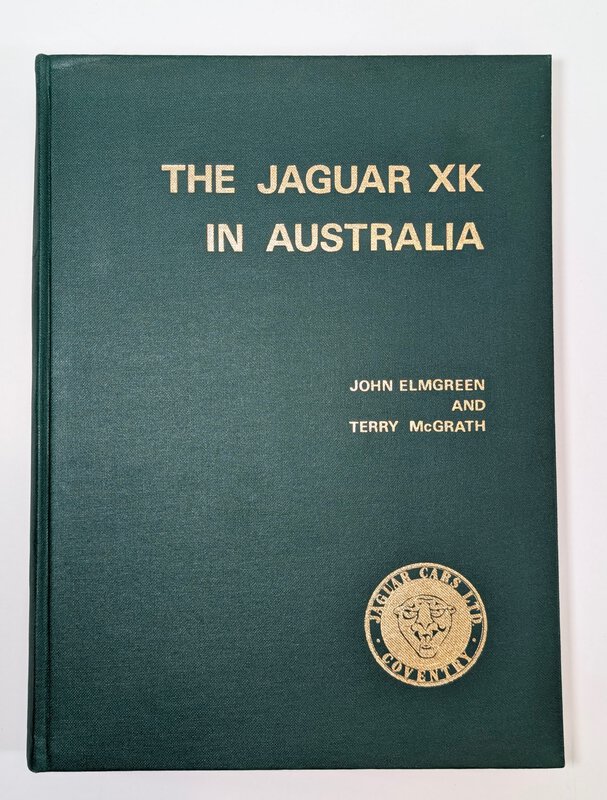 THE JAGUAR XK
IN AUSTRALIA
JOHN ELMGREEN
AND
TERRY McGRATH
JAGUAR CARS LTD.
· COVENTRY ·